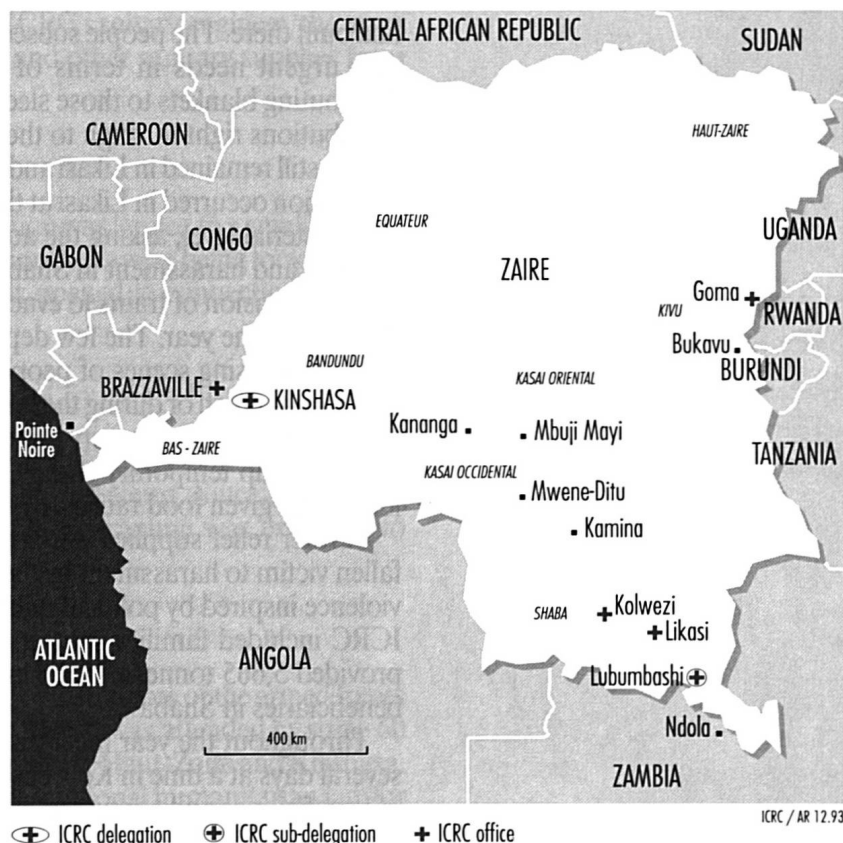 CENTRAL AFRICAN REPUBLIC
SUDAN
CAMEROON
HAUT-ZAIRE
EQUATEUR
UGANDA
GABON
CONGO
ZAIRE
Goma
KIVU
RWANDA
Bukavu
BURUNDI
BANDUNDU
KASAI ORIENTAL
BRAZZAVILLE
KINSHASA
Pointe
Noire
Kananga
Mbuji Mayi
TANZANIA
BAS - ZAIRE
KASAI OCCIDENTAL
Mwene-Ditu
Kamina
SHABA
Kolwezi
Likasi
ATLANTIC
OCEAN
ANGOLA
Lubumbashi
400 km
Ndola
ZAMBIA
ICRC / AR 12.93
ICRC delegation
ICRC sub-delegation
ICRC office